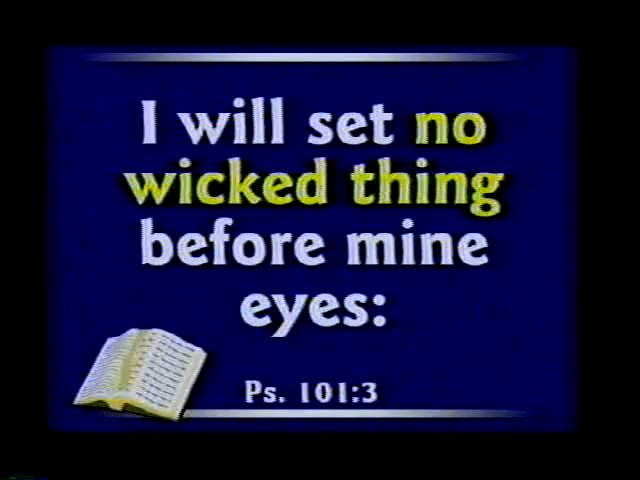 I will set no
wicked thing
before mine
eyes:
Ps. 101:3